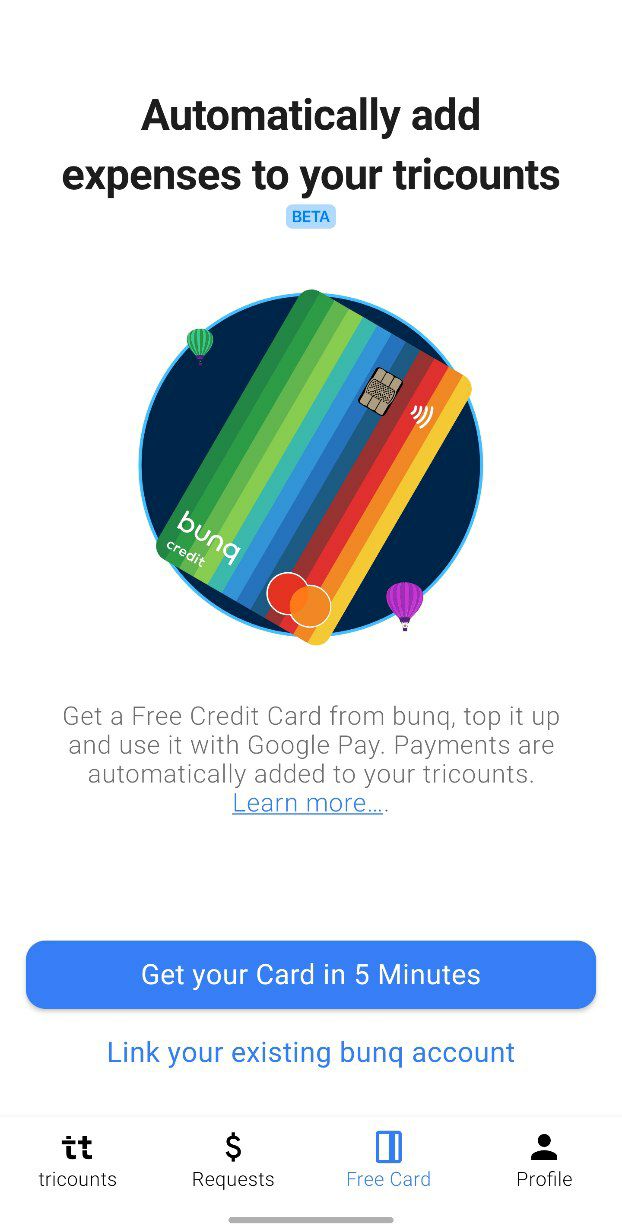 Automatically add
expenses to your tricounts
BETA
bunq
credit
Get a Free Credit Card from bunq, top it up
and use it with Google Pay. Payments are
automatically added to your tricounts.
Learn more....
Get your Card in 5 Minutes
Link your existing bunq account
tt
$
tricounts
Requests
Free Card
Profile